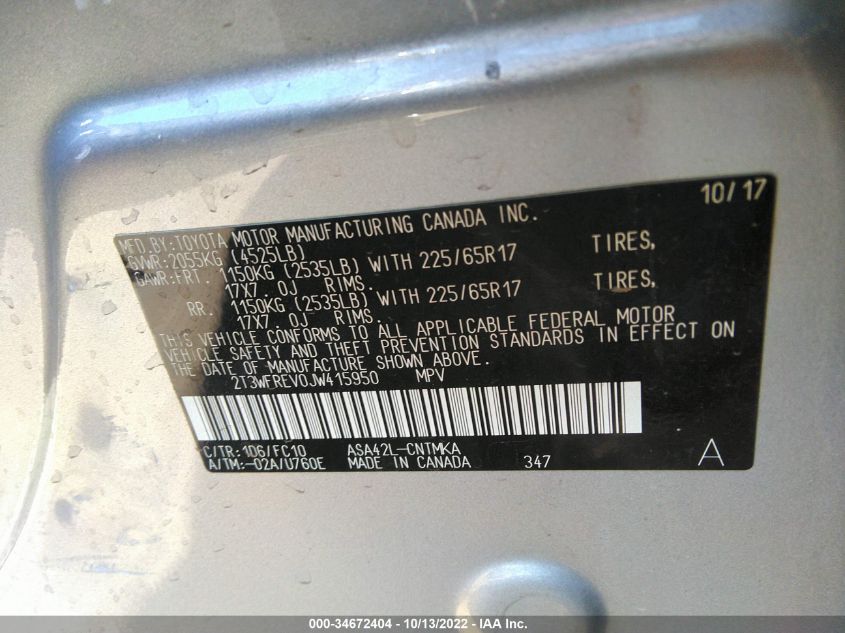 10/17
MFD.BY:TOYOTA MOTOR MANUFACTURING CANADA INC.
GVWR:2055KG (4525LB)
GAWR:FRT. 1150KG (2535LB) WITH 225/65R17 TIRES,
17X7.0J RIMS.
RR. 1150KG (2535LB) WITH 225/65R17 TIRES,
17X7.0J RIMS.
THIS VEHICLE CONFORMS TO ALL APPLICABLE FEDERAL MOTOR
VEHICLE SAFETY AND THEFT PREVENTION STANDARDS IN EFFECT ON
THE DATE OF MANUFACTURE SHOWN ABOVE.
2T3WFREV0JW415950 MPV
C/TR:1D6/FC10 ASA42L-CNTMKA
A/TM:-02A/U760E MADE IN CANADA 347 A
000-34672404 - 10/13/2022 - IAA Inc.